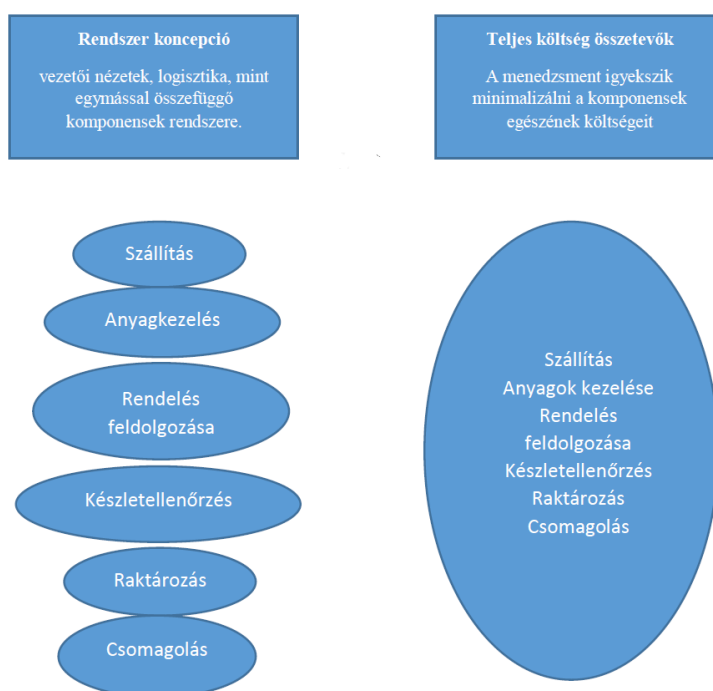 Rendszer koncepció
vezetői nézetek, logisztika, mint
egymással összefüggő
komponensek rendszere.
Teljes költség összetevők
A menedzsment igyekszik
minimalizálni a komponensek
egészének költségeit
Szállítás
Anyagkezelés
Rendelés
feldolgozása
Készletellenőrzés
Raktározás
Csomagolás
Szállítás
Anyagok kezelése
Rendelés
feldolgozása
Készletellenőrzés
Raktározás
Csomagolás